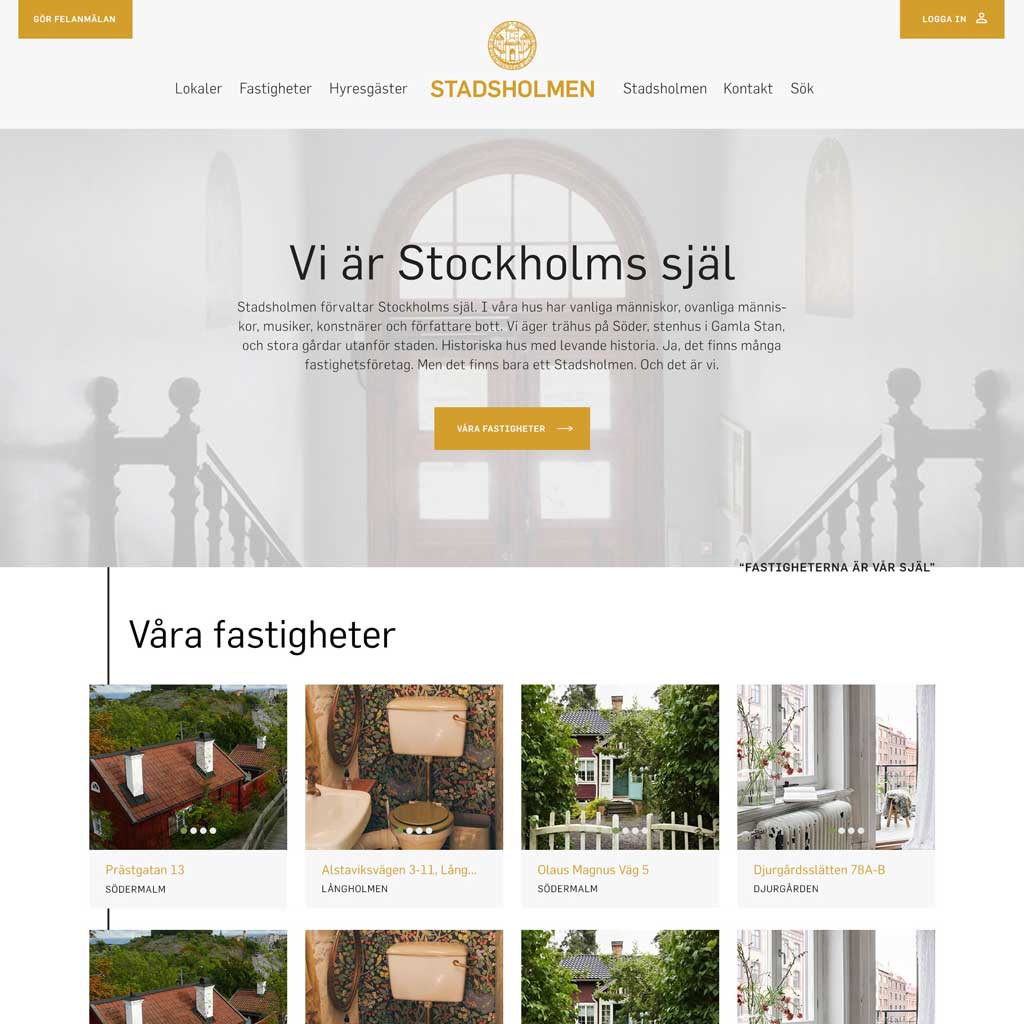 GÖR FELANMÄLAN
LOGGA IN
Lokaler Fastigheter Hyresgäster STADSHOLMEN Stadsholmen Kontakt Sök
Vi är Stockholms själ
Stadsholmen förvaltar Stockholms själ. I våra hus har vanliga människor, ovanliga männis-
kor, musiker, konstnärer och författare bott. Vi äger trähus på Söder, stenhus i Gamla Stan,
och stora gårdar utanför staden. Historiska hus med levande historia. Ja, det finns många
fastighetsföretag. Men det finns bara ett Stadsholmen. Och det är vi.
VÅRA FASTIGHETER
“FASTIGHETERNA ÄR VÅR SJÄL”
Våra fastigheter
Prästgatan 13
SÖDERMALM
Alstaviksvägen 3-11, Lång...
LÅNGHOLMEN
Olaus Magnus Väg 5
SÖDERMALM
Djurgårdsslätten 78A-B
DJURGÅRDEN